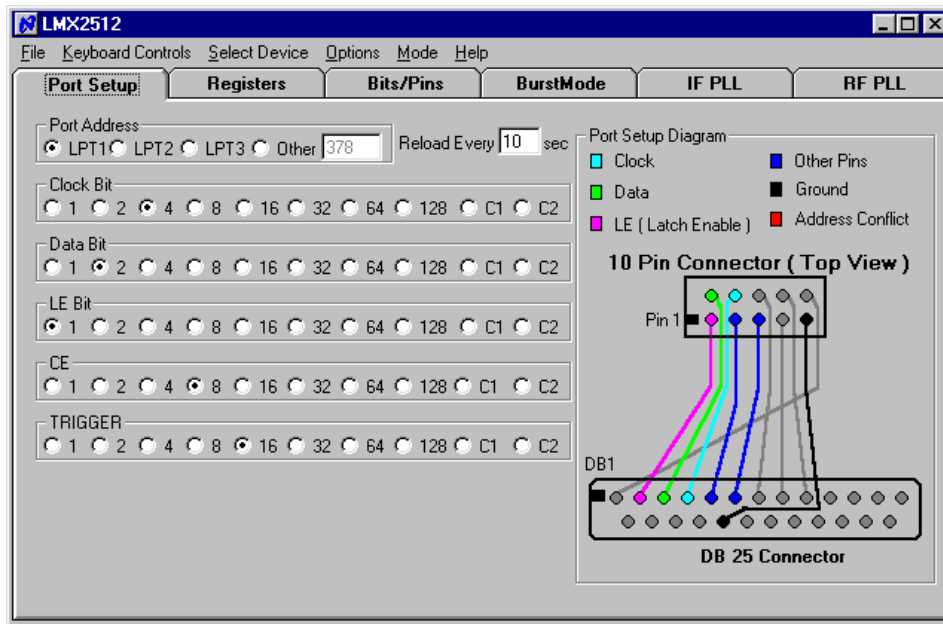 LMX2512
File Keyboard Controls Select Device Options Mode Help
Port Setup Registers Bits/Pins BurstMode IF PLL RF PLL
Port Address
LPT1 LPT2 LPT3 Other 378
Reload Every 10 sec
Clock Bit
1 2 4 8 16 32 64 128 C1 C2
Data Bit
1 2 4 8 16 32 64 128 C1 C2
LE Bit
1 2 4 8 16 32 64 128 C1 C2
CE
1 2 4 8 16 32 64 128 C1 C2
TRIGGER
1 2 4 8 16 32 64 128 C1 C2
Port Setup Diagram
Clock Other Pins
Data Ground
LE ( Latch Enable ) Address Conflict
10 Pin Connector ( Top View )
Pin 1
DB1
DB 25 Connector